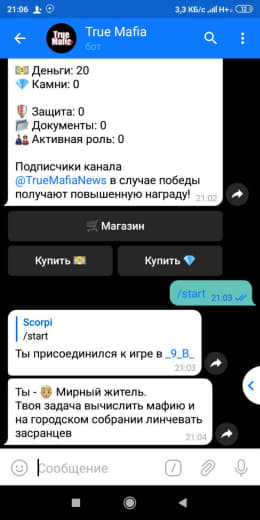 21:06
3,3 КБ/с H+ 12
True Mafia
бот
True Mafia
Деньги: 20
Камни: 0
Защита: 0
Документы: 0
Активная роль: 0
Подписчики канала
@TrueMafiaNews в случае победы
получают повышенную награду!
21:02
Магазин
Купить
Купить
/start 21:03
Scorpi
/start
Ты присоединился к игре в _9_B_
21:03
Ты - Мирный житель.
Твоя задача вычислить мафию и
на городском собрании линчевать
засранцев
21:04
Сообщение